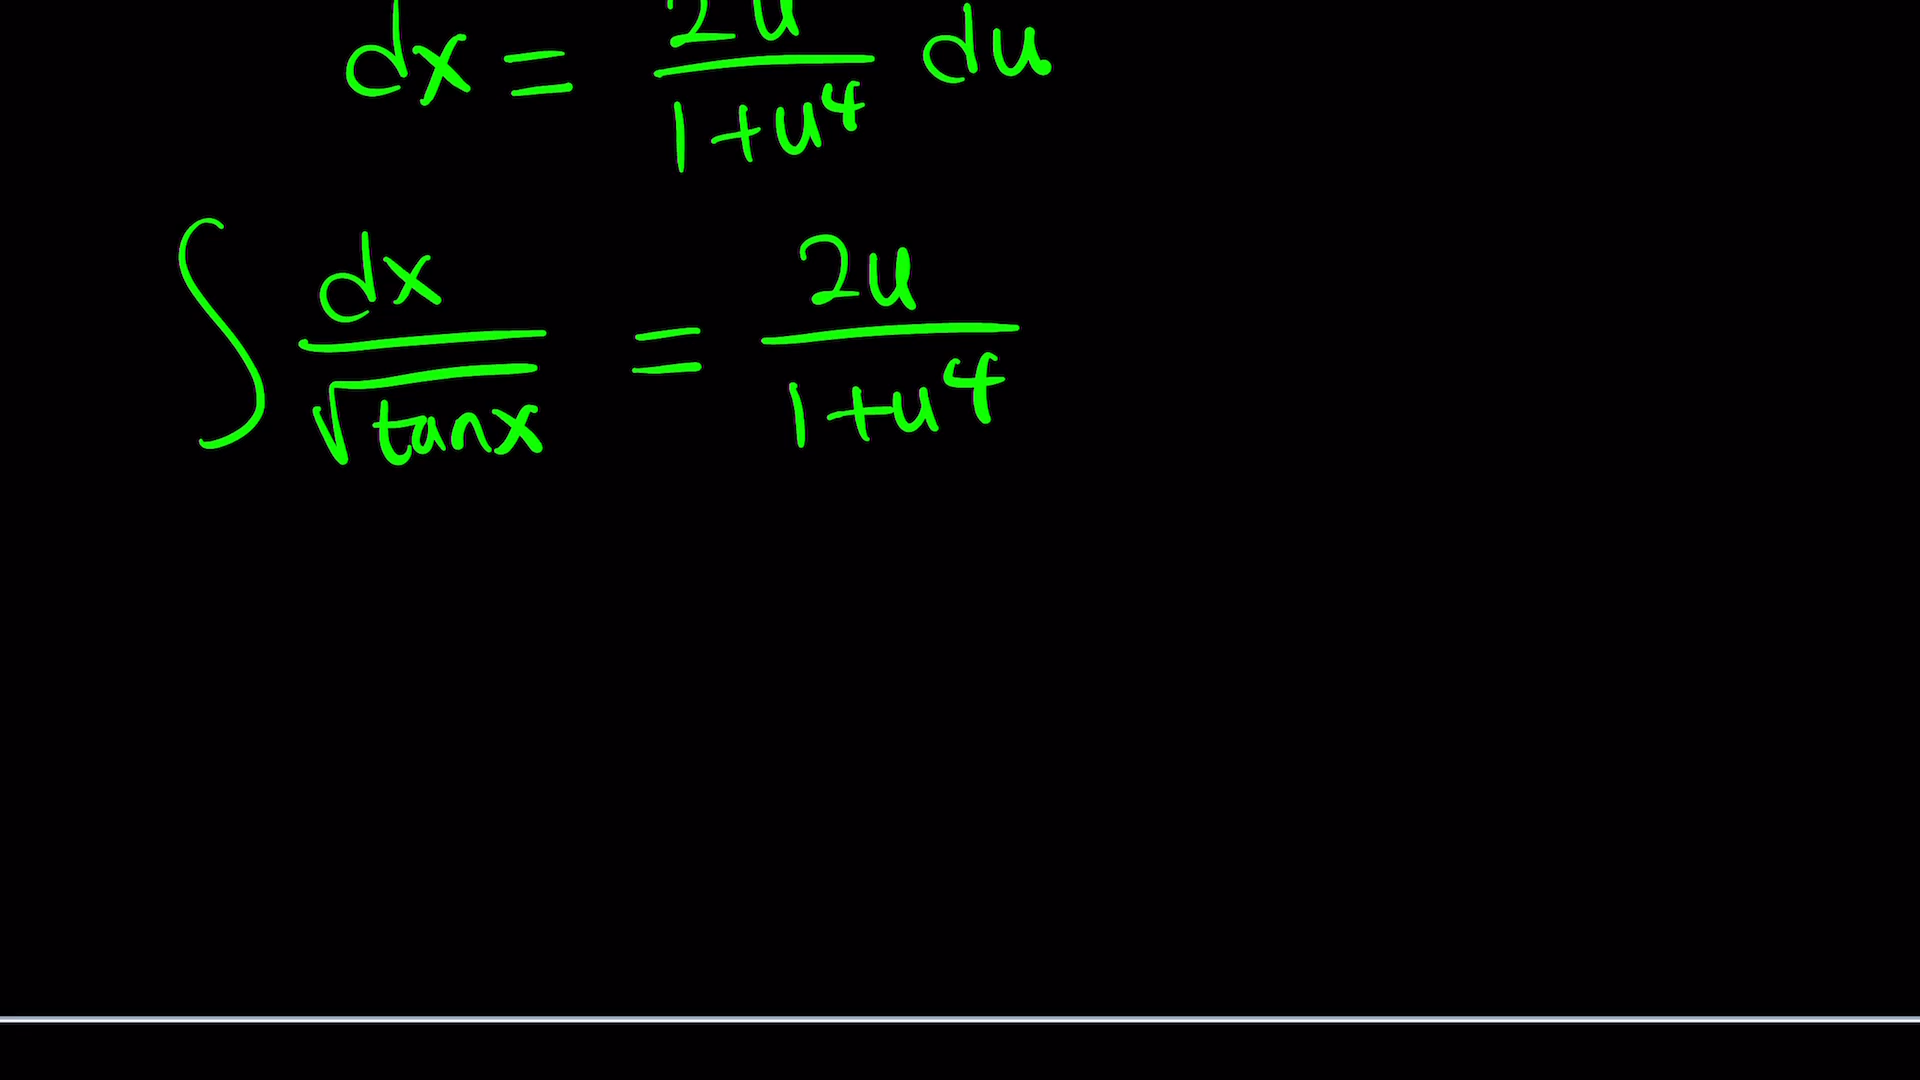 dx = 2u/(1+u⁴) du
∫ dx/√tanx = 2u/(1+u⁴)